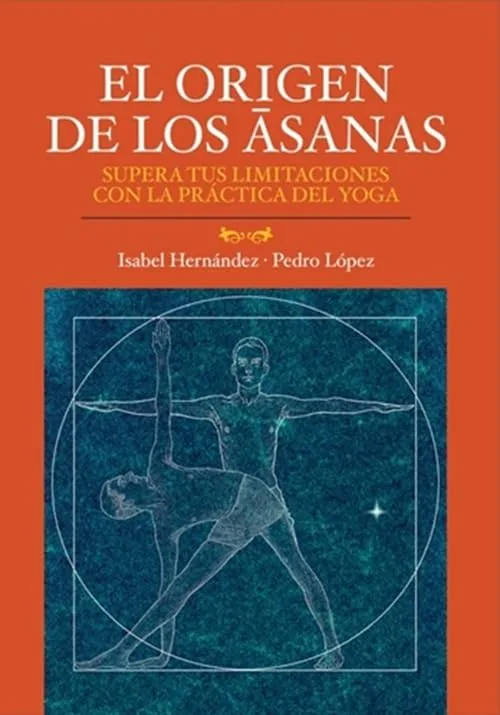 EL ORIGEN
DE LOS ĀSANAS
SUPERA TUS LIMITACIONES
CON LA PRÁCTICA DEL YOGA
Isabel Hernández · Pedro López